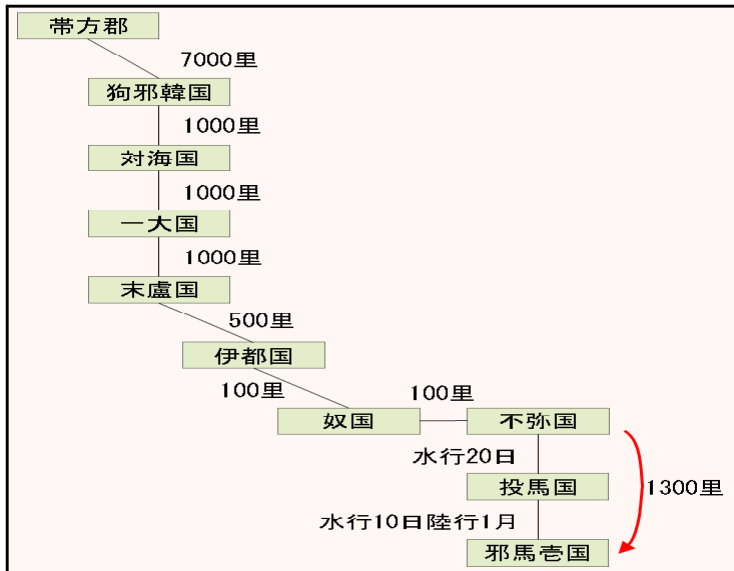 帯方郡
7000里
狗邪韓国
1000里
対海国
1000里
一大国
1000里
末盧国
500里
伊都国
100里
奴国
100里
不弥国
水行20日
投馬国
1300里
水行10日陸行1月
邪馬壱国